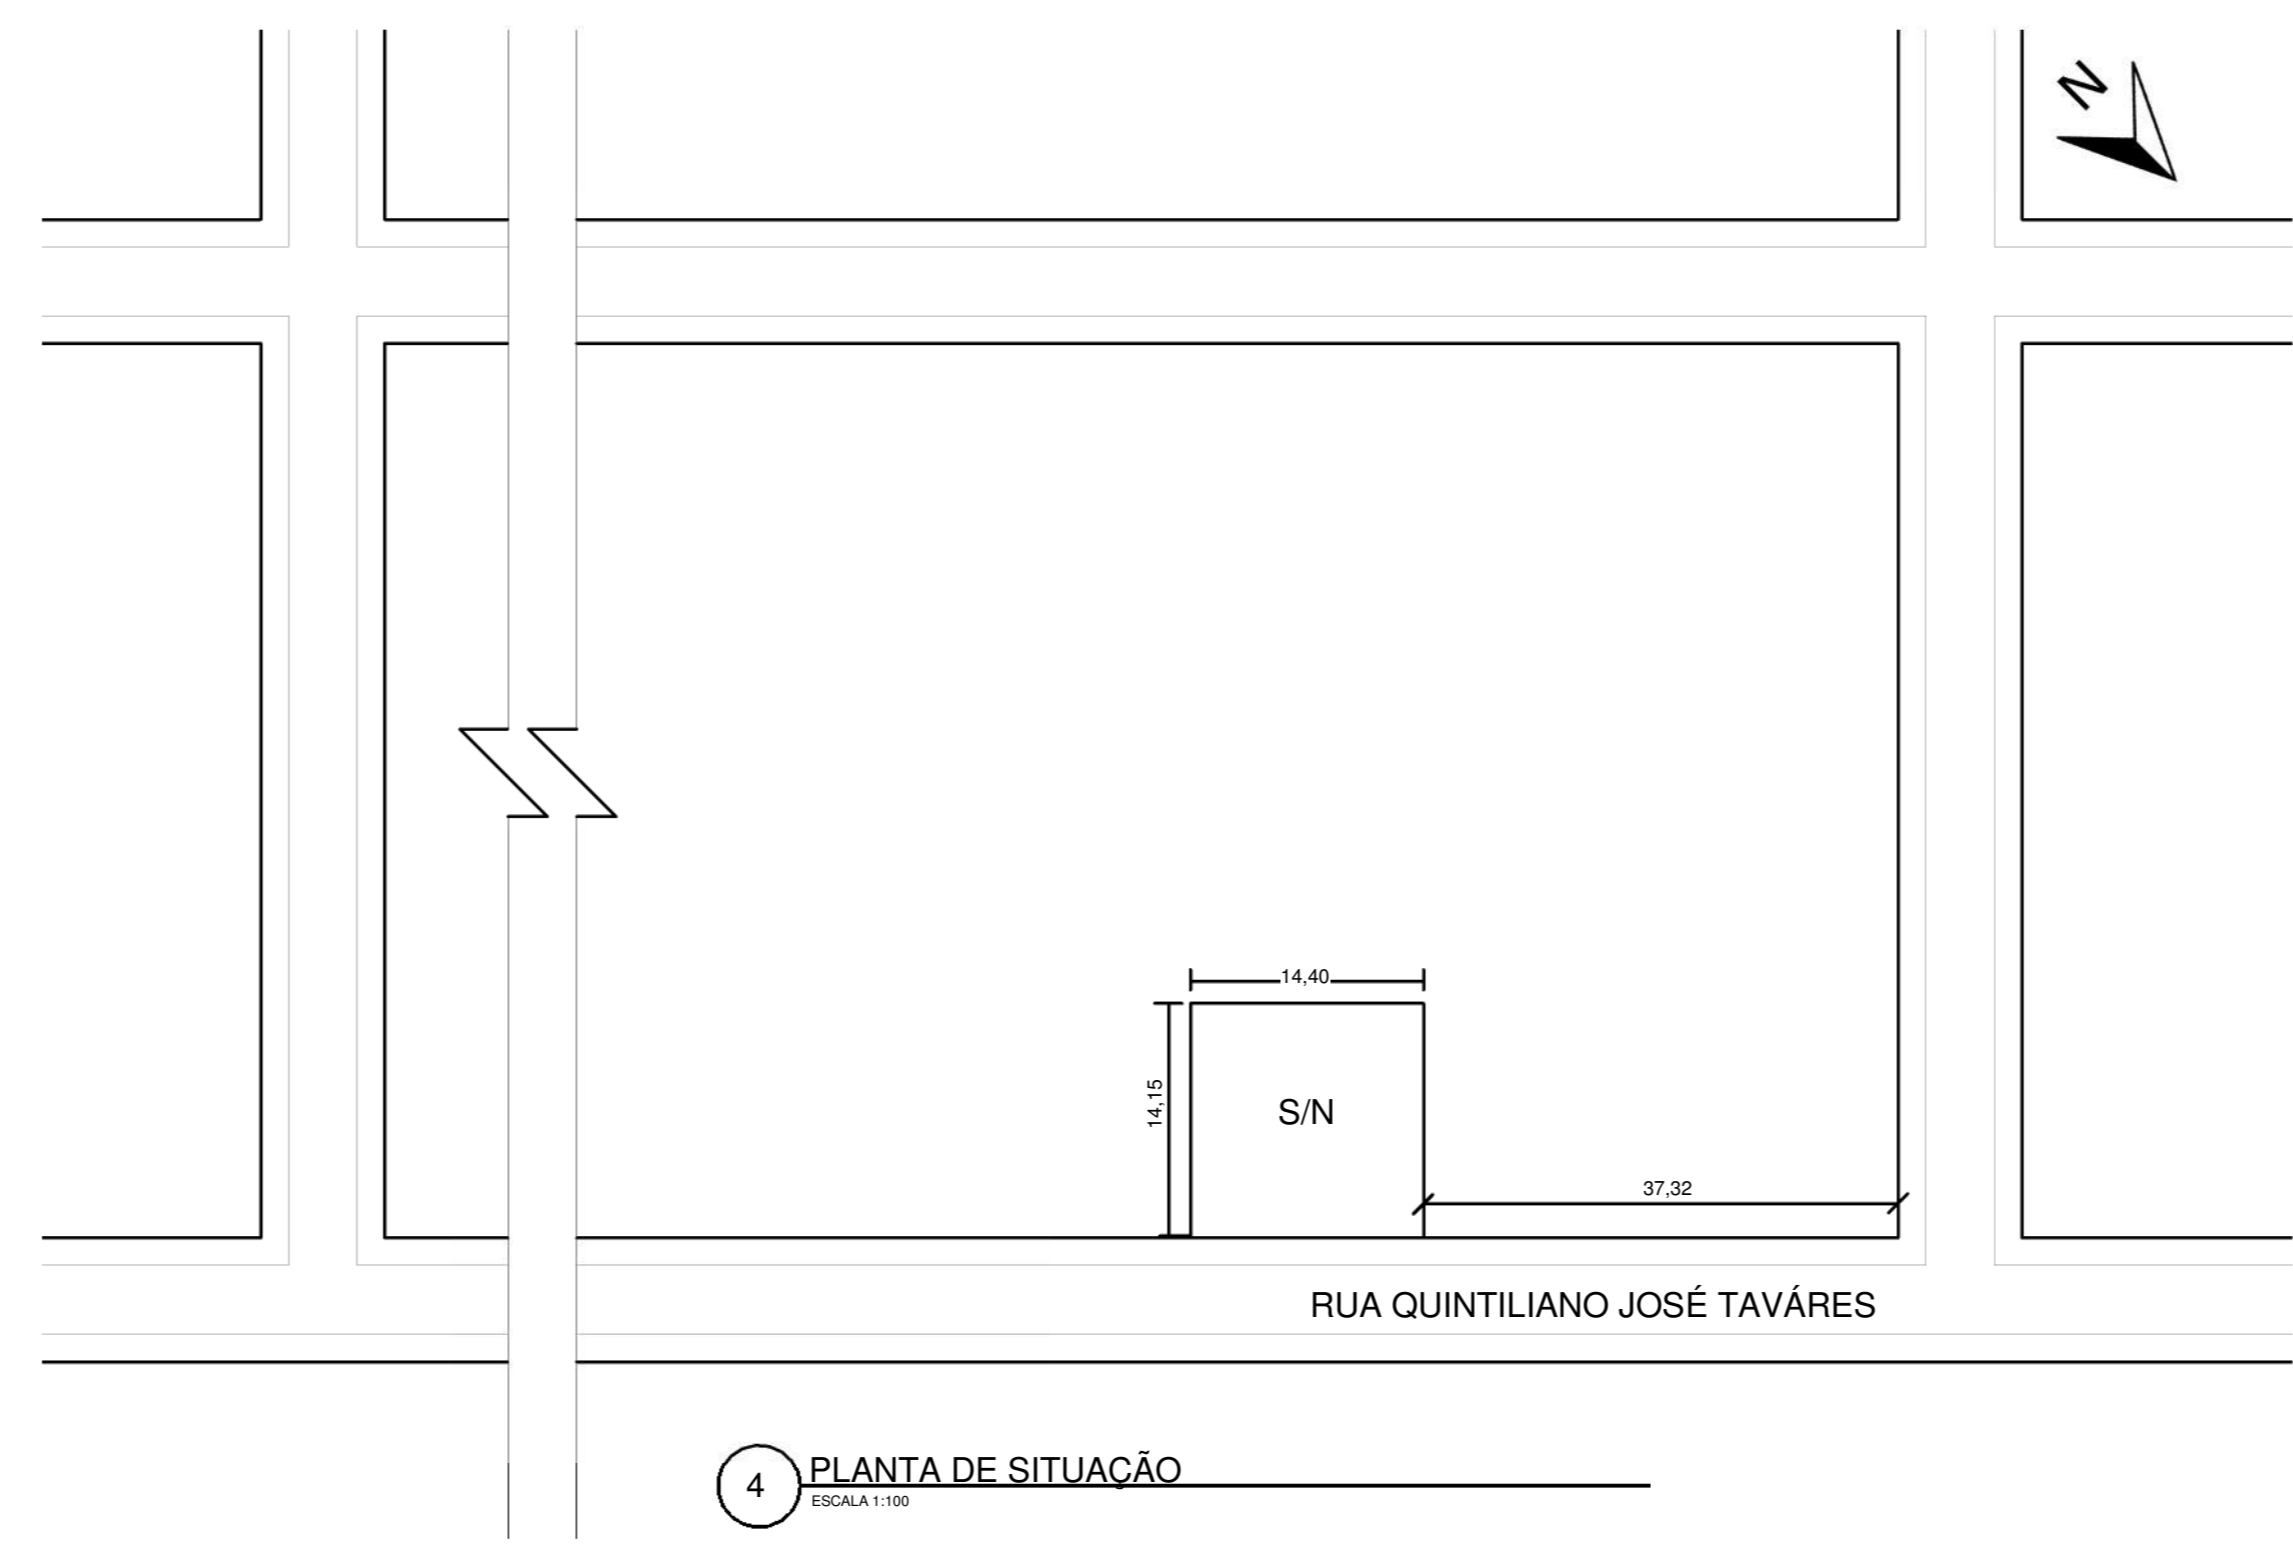 N
14,40
14,15
S/N
37,32
RUA QUINTILIANO JOSÉ TAVÁRES
4
PLANTA DE SITUAÇÃO
ESCALA 1:100